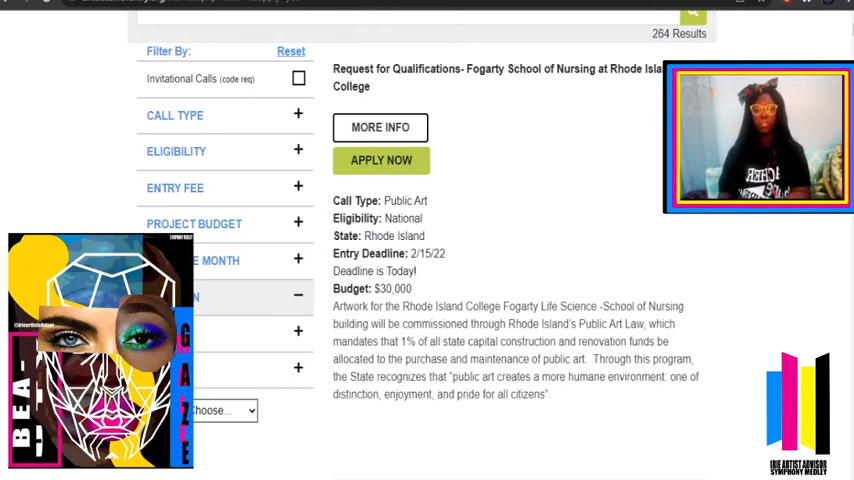 264 Results
Filter By:
Reset
Invitational Calls (code req)
CALL TYPE +
ELIGIBILITY +
ENTRY FEE +
PROJECT BUDGET +
E MONTH +
N −
+
+
hoose...
Request for Qualifications- Fogarty School of Nursing at Rhode Isla
College
MORE INFO
APPLY NOW
Call Type: Public Art
Eligibility: National
State: Rhode Island
Entry Deadline: 2/15/22
Deadline is Today!
Budget: $30,000
Artwork for the Rhode Island College Fogarty Life Science -School of Nursing
building will be commissioned through Rhode Island's Public Art Law, which
mandates that 1% of all state capital construction and renovation funds be
allocated to the purchase and maintenance of public art. Through this program,
the State recognizes that "public art creates a more humane environment: one of
distinction, enjoyment, and pride for all citizens".
SYMPHONY MEDLEY
@irieartistadvisor
BEA-
GAZE
IRIE ARTIST ADVISOR
SYMPHONY MEDLEY